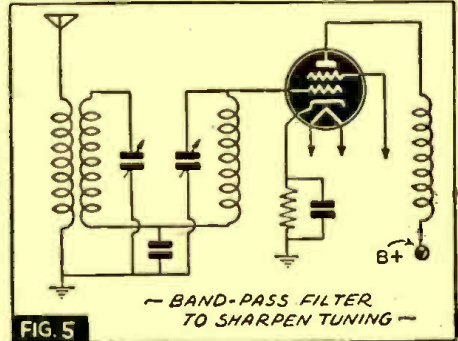 B+
~ BAND-PASS FILTER
TO SHARPEN TUNING ~
FIG. 5